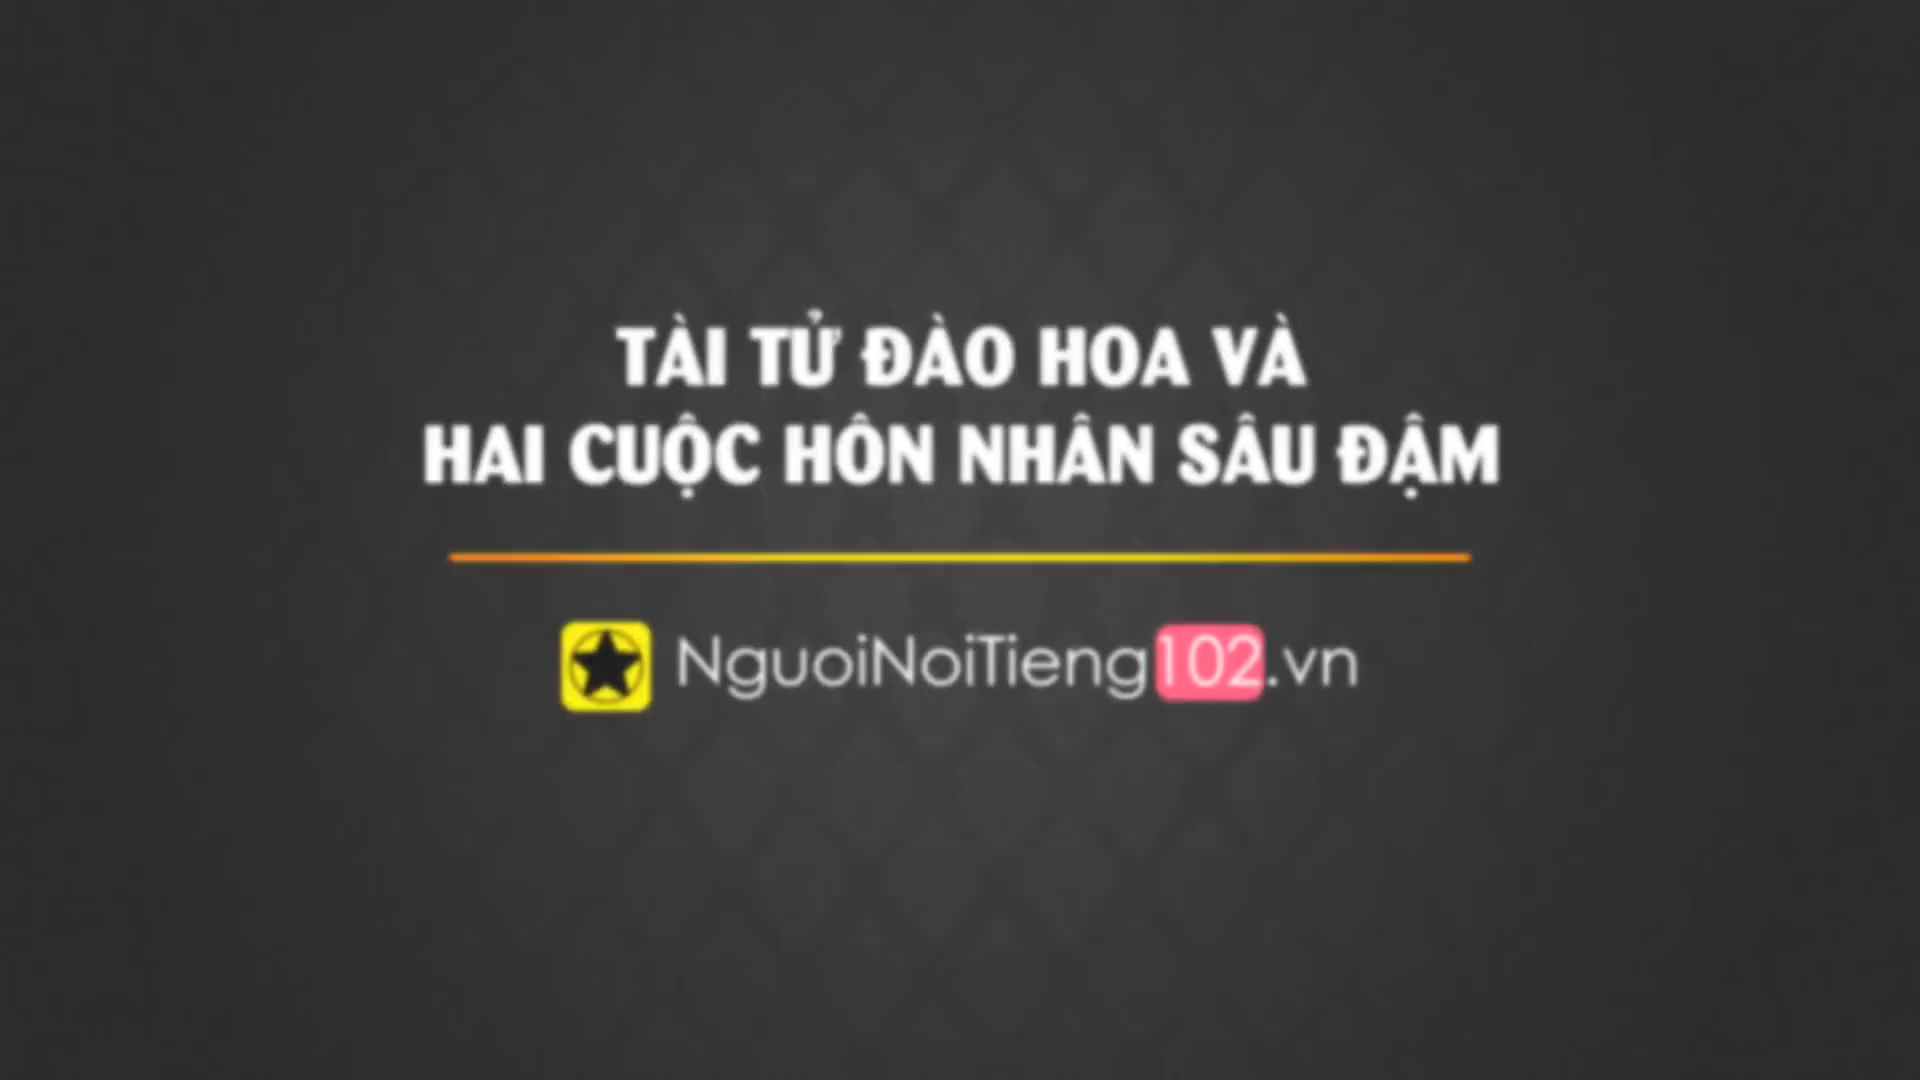 TÀI TỬ ĐÀO HOA VÀ
HAI CUỘC HÔN NHÂN SÂU ĐẬM
NguoiNoiTieng102.vn